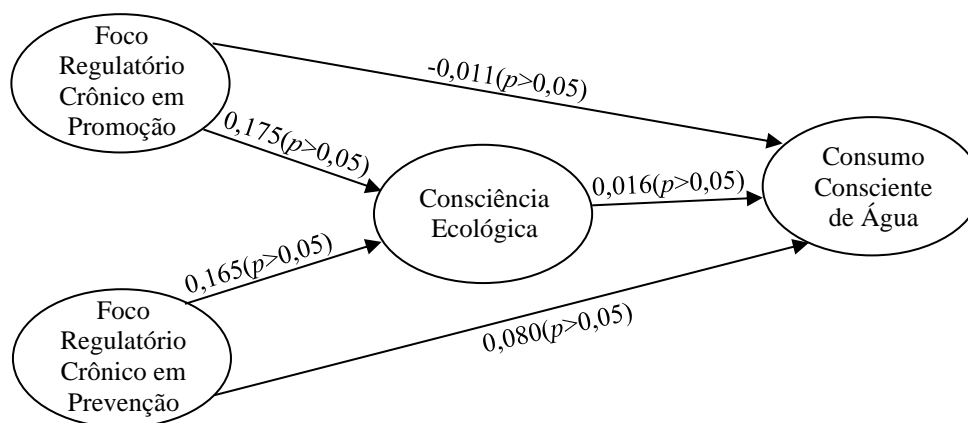 Foco
Regulatório
Crônico em
Promoção
-0,011(p>0,05)
0,175(p>0,05)
Consciência
Ecológica
0,016(p>0,05)
Consumo
Consciente
de Água
0,165(p>0,05)
Foco
Regulatório
Crônico em
Prevenção
0,080(p>0,05)